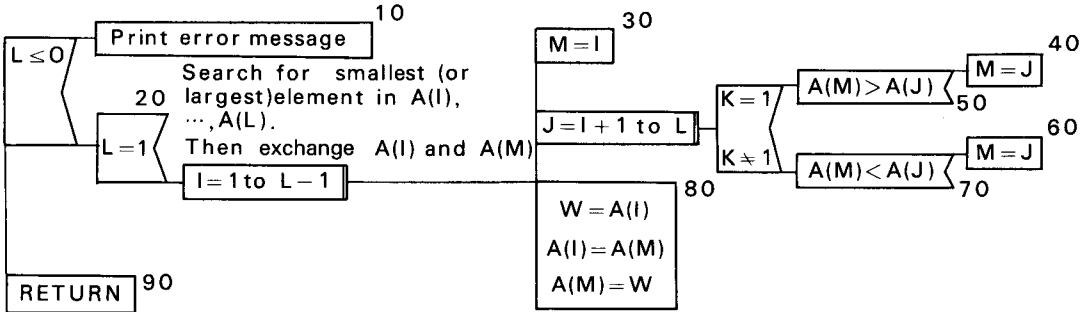 10
L ≤ 0
Print error message
20
Search for smallest (or
largest) element in A(I),
…, A(L).
Then exchange A(I) and A(M)
L = 1
I = 1 to L − 1
30
M = I
J = I + 1 to L
K = 1
K ≠ 1
A(M) > A(J)
40
M = J
50
A(M) < A(J)
60
M = J
70
80
W = A(I)
A(I) = A(M)
A(M) = W
RETURN
90